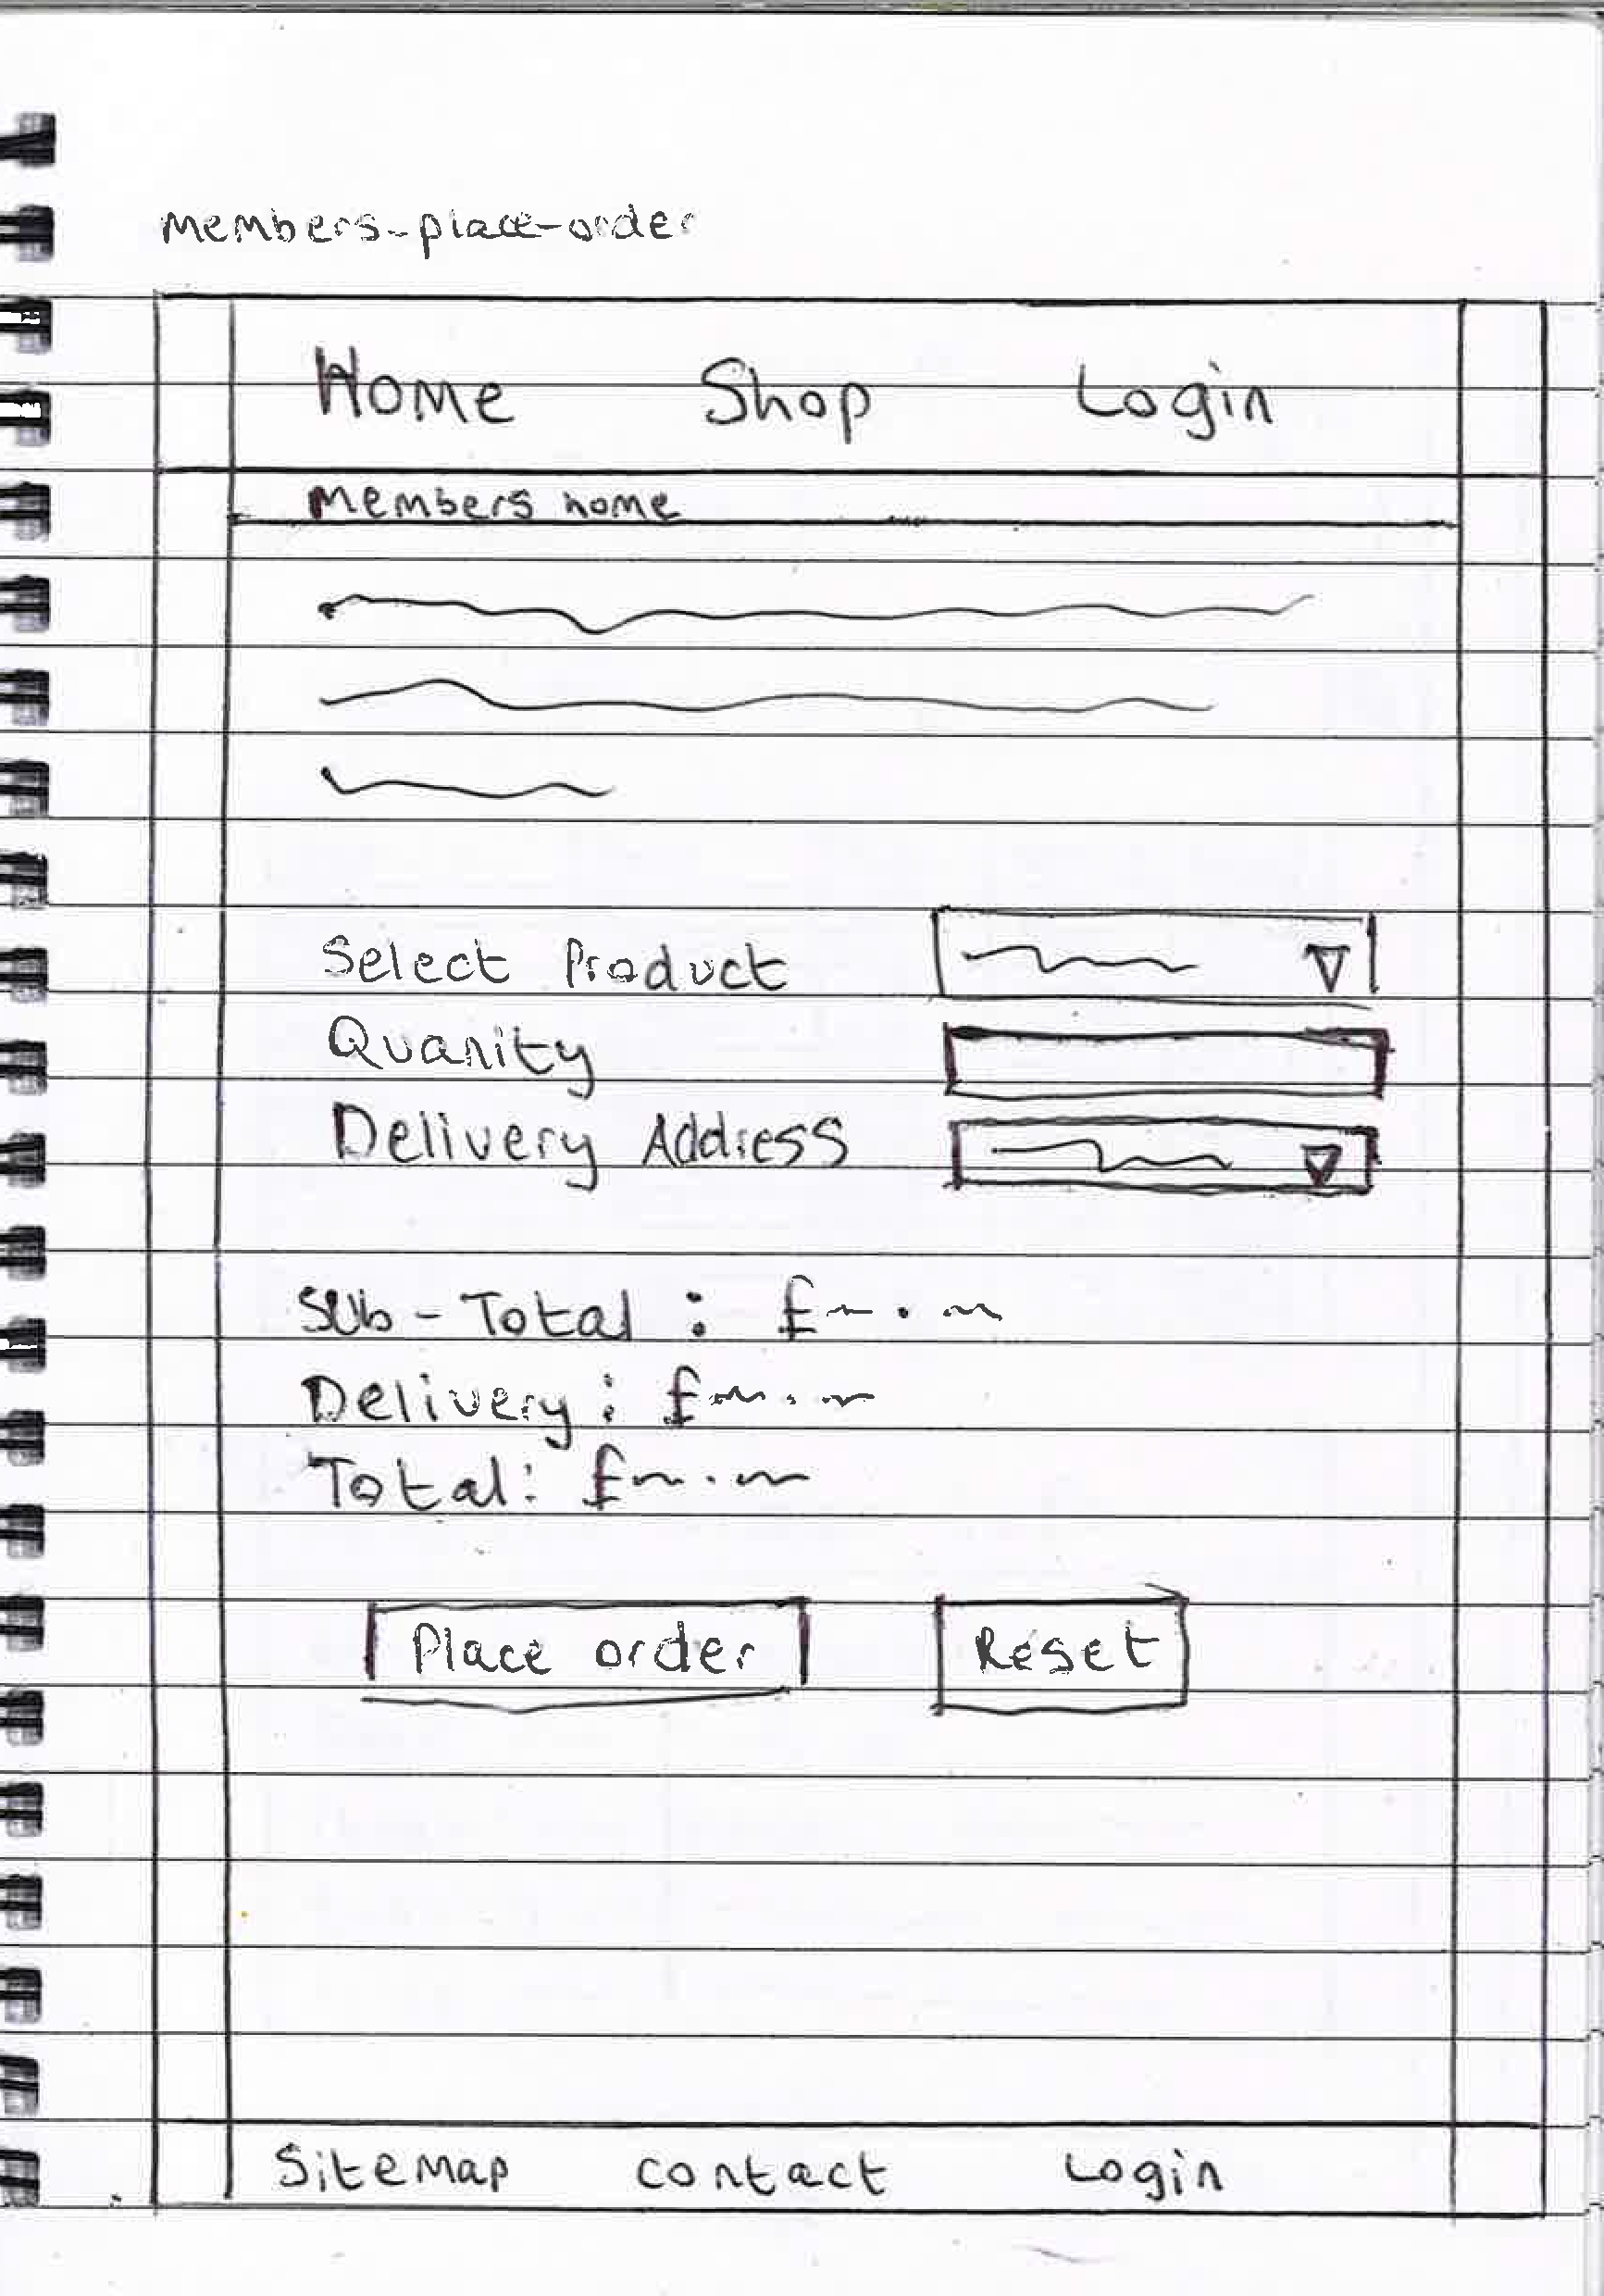 Members-place-order
Home Shop Login
Members home
Select Product
Quanity
Delivery Address
Sub-Total : £
Delivery : £
Total : £
Place order Reset
Sitemap Contact Login